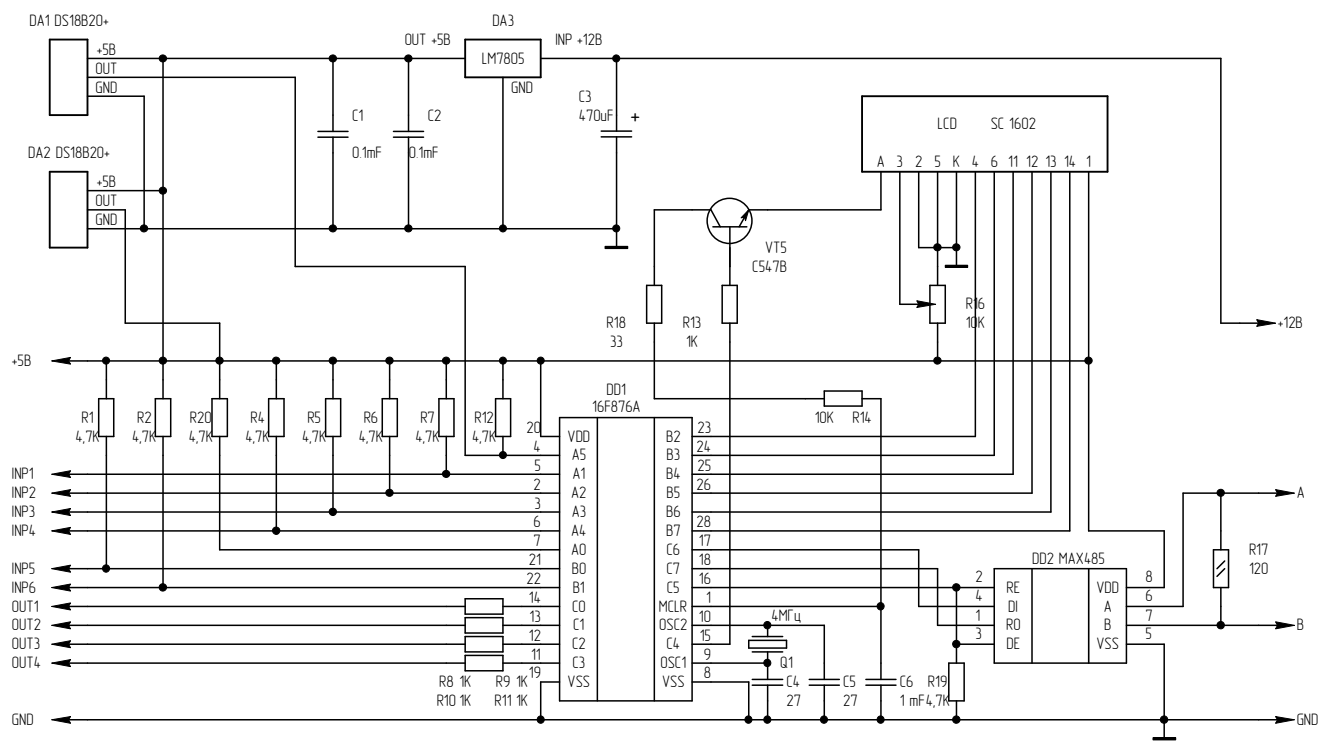 DA1 DS18B20+
+5В
OUT
GND
DA2 DS18B20+
+5В
OUT
GND
DA3
OUT +5В
INP +12В
LM7805
GND
C1
0.1mF
C2
0.1mF
C3
470uF
+
LCD SC 1602
A 3 2 5 K 4 6 11 12 13 14 1
VT5
C547B
R18
33
R13
1K
R16
10K
+12В
+5В
R1
4,7K
R2
4,7K
R20
4,7K
R4
4,7K
R5
4,7K
R6
4,7K
R7
4,7K
R12
4,7K
DD1
16F876A
10K R14
20 VDD B2 23
4 A5 B3 24
5 A1 B4 25
2 A2 B5 26
3 A3 B6
6 A4 B7 28
7 A0 C6 17
21 B0 C7 18
22 B1 C5 16
14 C0 MCLR 1
13 C1 OSC2 10
12 C2 C4 15
11 C3 OSC1 9
19 VSS VSS 8
INP1
INP2
INP3
INP4
INP5
INP6
OUT1
OUT2
OUT3
OUT4
R8 1K R9 1K
R10 1K R11 1K
GND
4МГц
Q1
C4
27
C5
27
C6
1 mF
R19
4,7K
DD2 MAX485
2 RE VDD 8
4 DI A 6
1 RO B 7
3 DE VSS 5
R17
120
A
B
GND